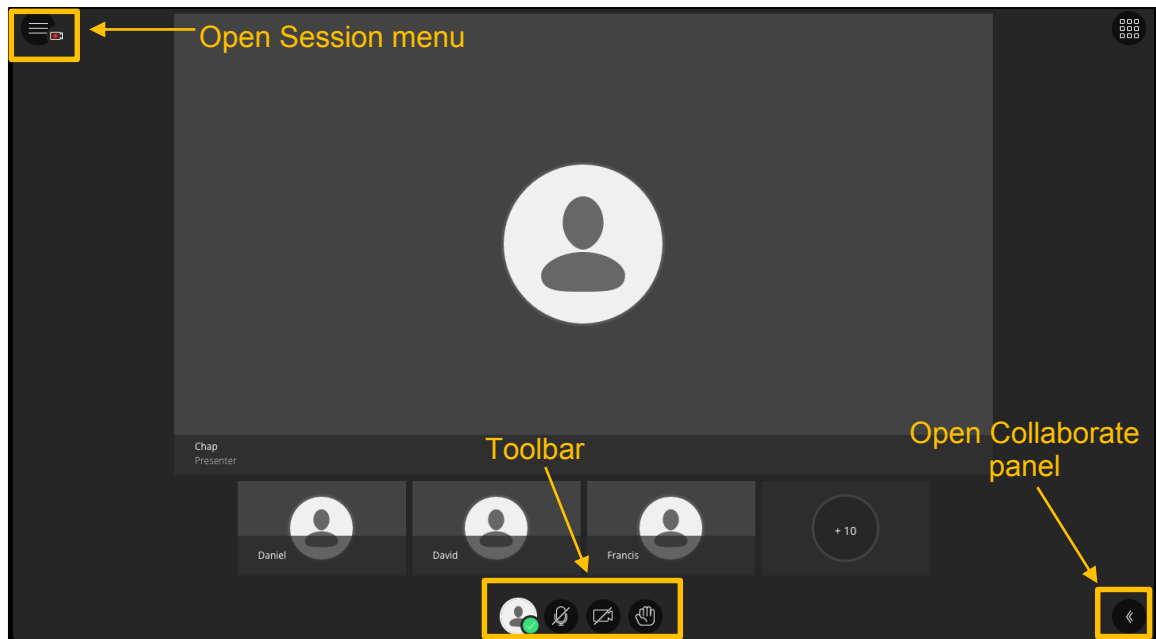 Open Session menu
Chap
Presenter
Toolbar
Open Collaborate
panel
Daniel
David
Francis
+ 10